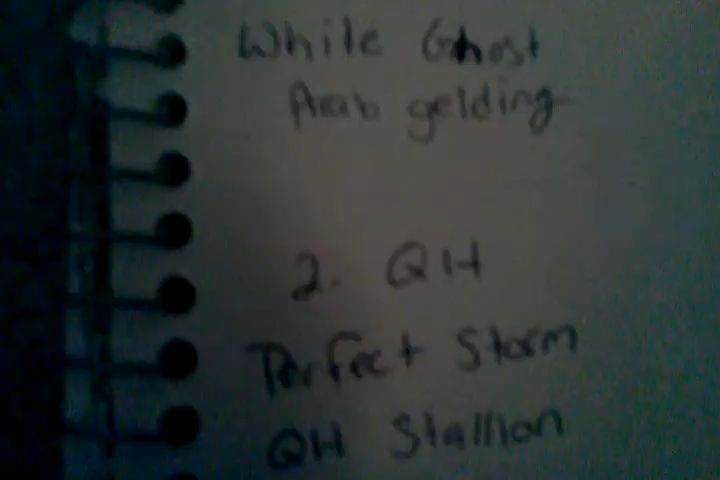 White Ghost
Arab gelding
2. QH
Perfect Storm
QH Stallion